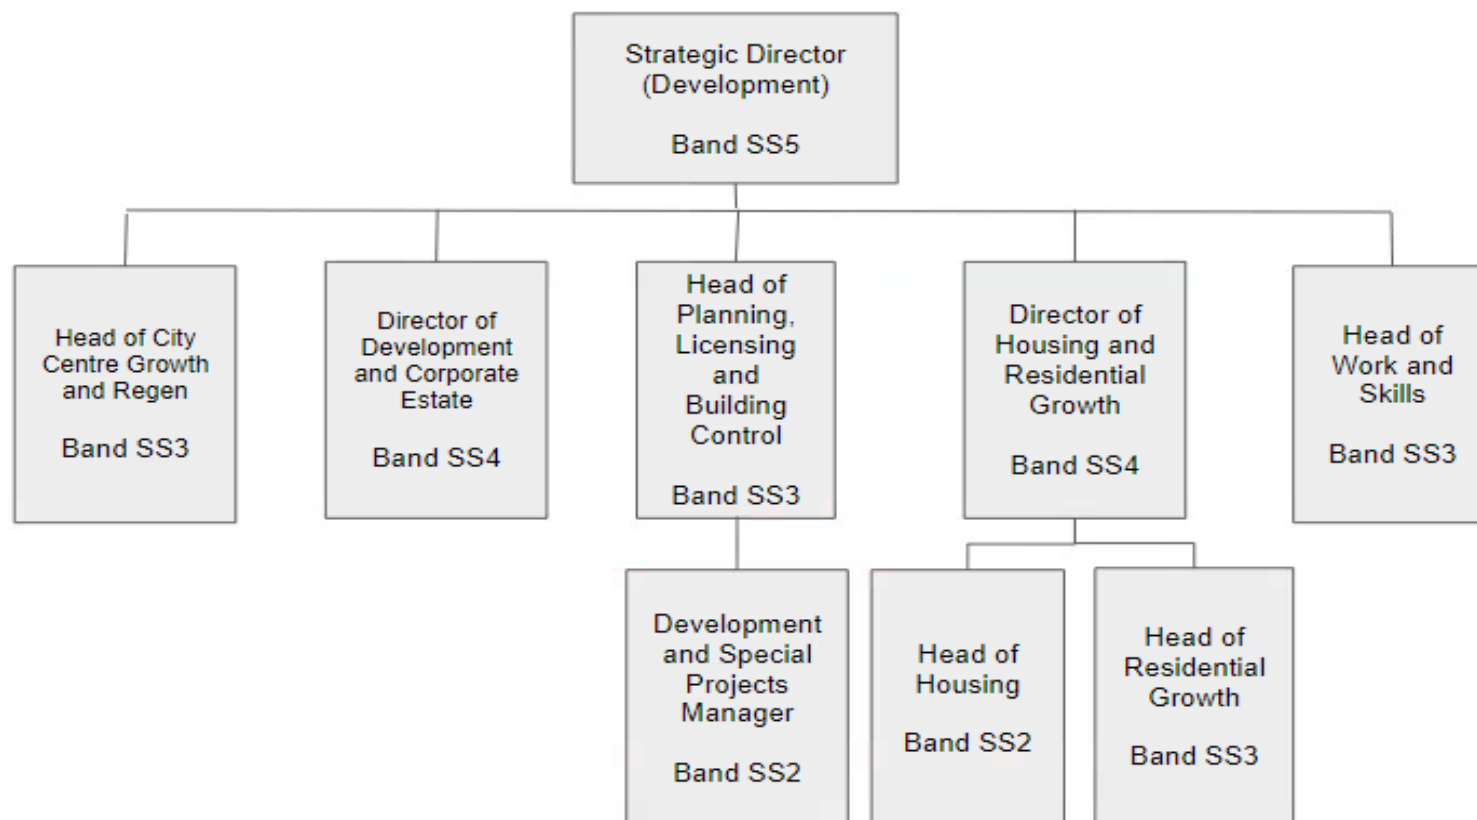 Strategic Director
(Development)
Band SS5
Head of City
Centre Growth
and Regen
Band SS3
Director of
Development
and Corporate
Estate
Band SS4
Head of
Planning,
Licensing
and
Building
Control
Band SS3
Director of
Housing and
Residential
Growth
Band SS4
Head of
Work and
Skills
Band SS3
Development
and Special
Projects
Manager
Band SS2
Head of
Housing
Band SS2
Head of
Residential
Growth
Band SS3